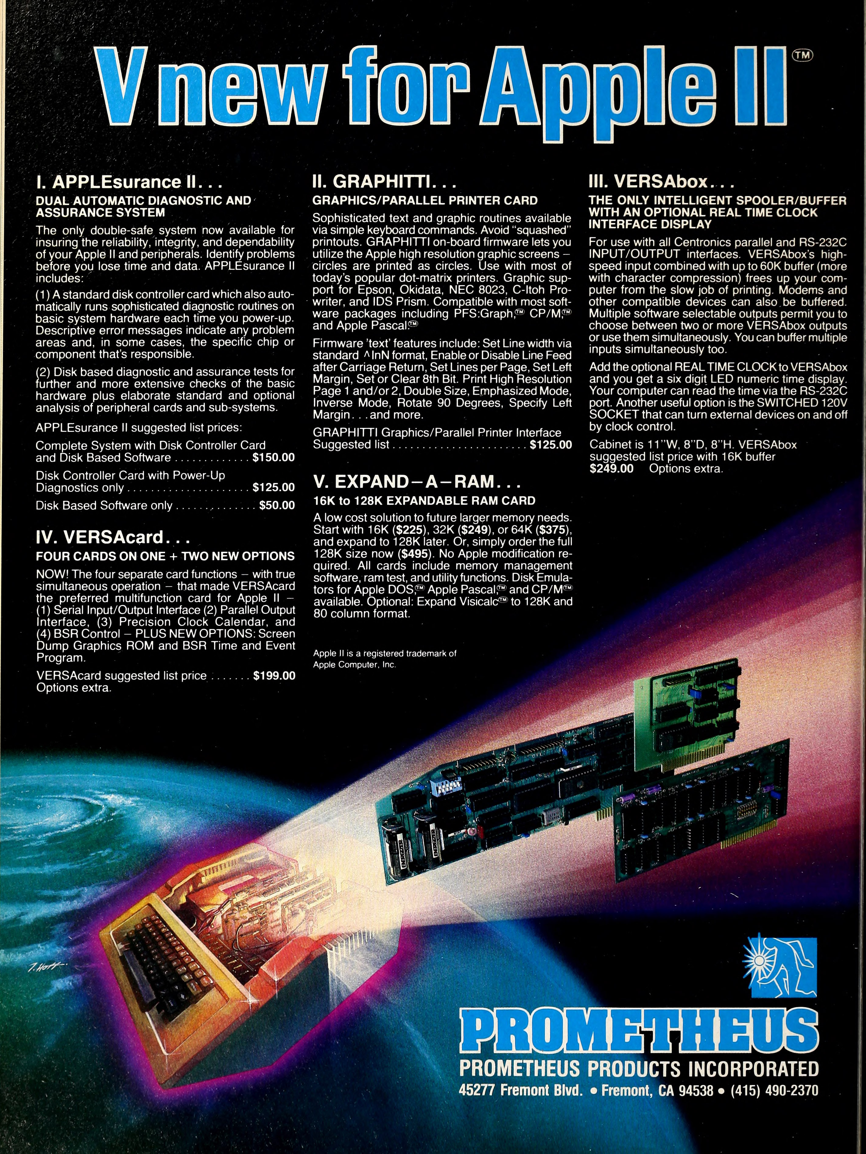 V new for Apple II™
I. APPLEsurance II...
DUAL AUTOMATIC DIAGNOSTIC AND
ASSURANCE SYSTEM
The only double-safe system now available for
insuring the reliability, integrity, and dependability
of your Apple II and peripherals. Identify problems
before you lose time and data. APPLEsurance II
includes:
(1) A standard disk controller card which also auto-
matically runs sophisticated diagnostic routines on
basic system hardware each time you power-up.
Descriptive error messages indicate any problem
areas and, in some cases, the specific chip or
component that's responsible.
(2) Disk based diagnostic and assurance tests for
further and more extensive checks of the basic
hardware plus elaborate standard and optional
analysis of peripheral cards and sub-systems.
APPLEsurance II suggested list prices:
Complete System with Disk Controller Card
and Disk Based Software ............. $150.00
Disk Controller Card with Power-Up
Diagnostics only ..................... $125.00
Disk Based Software only .............. $50.00
IV. VERSAcard...
FOUR CARDS ON ONE + TWO NEW OPTIONS
NOW! The four separate card functions – with true
simultaneous operation – that made VERSAcard
the preferred multifunction card for Apple II –
(1) Serial Input/Output Interface (2) Parallel Output
Interface, (3) Precision Clock Calendar, and
(4) BSR Control – PLUS NEW OPTIONS: Screen
Dump Graphics ROM and BSR Time and Event
Program.
VERSAcard suggested list price ....... $199.00
Options extra.
II. GRAPHITTI...
GRAPHICS/PARALLEL PRINTER CARD
Sophisticated text and graphic routines available
via simple keyboard commands. Avoid "squashed"
printouts. GRAPHITTI on-board firmware lets you
utilize the Apple high resolution graphic screens –
circles are printed as circles. Use with most of
today's popular dot-matrix printers. Graphic sup-
port for Epson, Okidata, NEC 8023, C-Itoh Pro-
writer, and IDS Prism. Compatible with most soft-
ware packages including PFS:Graph,™ CP/M,™
and Apple Pascal.™
Firmware 'text' features include: Set Line width via
standard ^InN format, Enable or Disable Line Feed
after Carriage Return, Set Lines per Page, Set Left
Margin, Set or Clear 8th Bit. Print High Resolution
Page 1 and/or 2, Double Size, Emphasized Mode,
Inverse Mode, Rotate 90 Degrees, Specify Left
Margin...and more.
GRAPHITTI Graphics/Parallel Printer Interface
Suggested list ....................... $125.00
V. EXPAND–A–RAM...
16K to 128K EXPANDABLE RAM CARD
A low cost solution to future larger memory needs.
Start with 16K ($225), 32K ($249), or 64K ($375),
and expand to 128K later. Or, simply order the full
128K size now ($495). No Apple modification re-
quired. All cards include memory management
software, ram test, and utility functions. Disk Emula-
tors for Apple DOS,™ Apple Pascal,™ and CP/M™
available. Optional: Expand Visicalc™ to 128K and
80 column format.
Apple II is a registered trademark of
Apple Computer, Inc.
III. VERSAbox...
THE ONLY INTELLIGENT SPOOLER/BUFFER
WITH AN OPTIONAL REAL TIME CLOCK
INTERFACE DISPLAY
For use with all Centronics parallel and RS-232C
INPUT/OUTPUT interfaces. VERSAbox's high-
speed input combined with up to 60K buffer (more
with character compression) frees up your com-
puter from the slow job of printing. Modems and
other compatible devices can also be buffered.
Multiple software selectable outputs permit you to
choose between two or more VERSAbox outputs
or use them simultaneously. You can buffer multiple
inputs simultaneously too.
Add the optional REAL TIME CLOCK to VERSAbox
and you get a six digit LED numeric time display.
Your computer can read the time via the RS-232C
port. Another useful option is the SWITCHED 120V
SOCKET that can turn external devices on and off
by clock control.
Cabinet is 11"W, 8"D, 8"H. VERSAbox
suggested list price with 16K buffer
$249.00 Options extra.
PROMETHEUS
PROMETHEUS PRODUCTS INCORPORATED
45277 Fremont Blvd. • Fremont, CA 94538 • (415) 490-2370